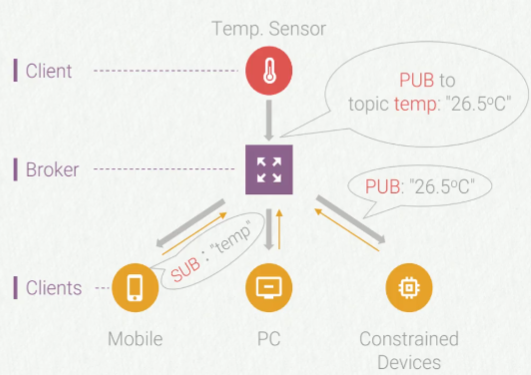 Temp. Sensor
Client
PUB to
topic temp: "26.5ºC"
Broker
PUB: "26.5ºC"
SUB : "temp"
Clients
Mobile
PC
Constrained
Devices